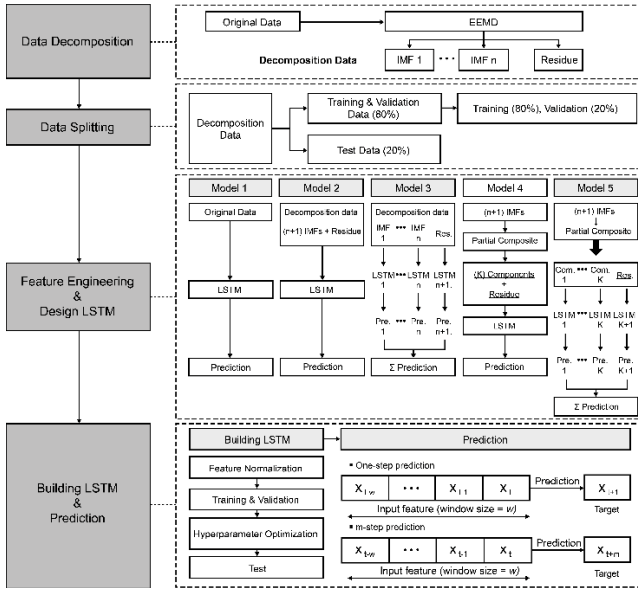 Data Decomposition
Original Data
EEMD
Decomposition Data
IMF 1 ··· IMF n Residue
Data Splitting
Decomposition
Data
Training & Validation
Data (80%)
Training (80%), Validation (20%)
Test Data (20%)
Feature Engineering
&
Design LSTM
Model 1
Original Data
LSTM
Prediction
Model 2
Decomposition data
(n+1) IMFs + Residue
LSTM
Prediction
Model 3
Decomposition data
IMF ··· IMF
1 n Res.
LSTM ··· LSTM LSTM
1 n n+1.
Pre. ··· Pre. Pre.
1 n n+1.
Σ Prediction
Model 4
(n+1) IMFs
Partial Composite
(K) Components
+
Residue
LSTM
Prediction
Model 5
(n+1) IMFs
Partial Composite
Com. ··· Com. Res.
1 K
LSTM ··· LSTM LSTM
1 K K+1
Pre. ··· Pre. Pre.
1 K K+1
Σ Prediction
Building LSTM
&
Prediction
Building LSTM
Feature Normalization
Training & Validation
Hyperparameter Optimization
Test
Prediction
▪ One-step prediction
X t-w ··· X t-1 X t Prediction X t+1
Input feature (window size = w) Target
▪ m-step prediction
X t-w ··· X t-1 X t Prediction X t+m
Input feature (window size = w) Target